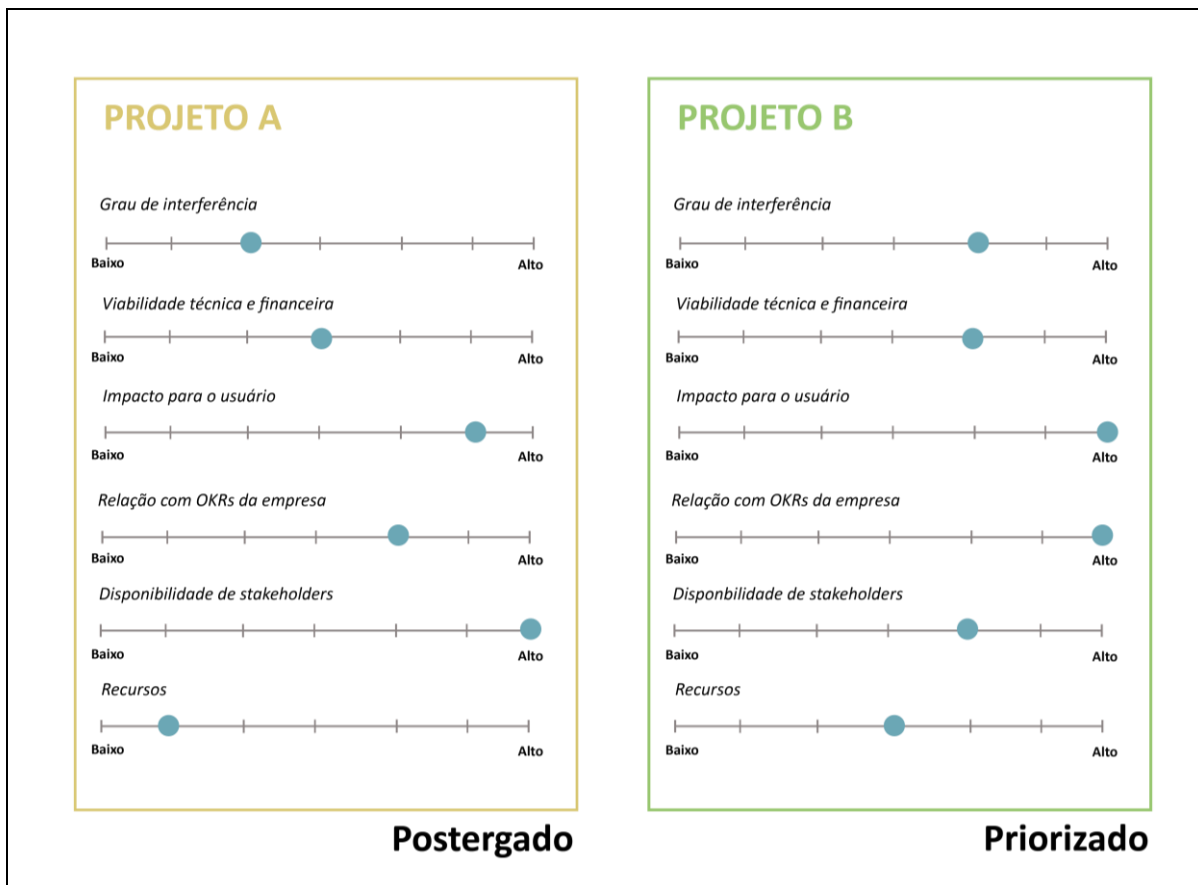 PROJETO A
Grau de interferência
Baixo
Alto
Viabilidade técnica e financeira
Baixo
Alto
Impacto para o usuário
Baixo
Alto
Relação com OKRs da empresa
Baixo
Alto
Disponibilidade de stakeholders
Baixo
Alto
Recursos
Baixo
Alto
Postergado
PROJETO B
Grau de interferência
Baixo
Alto
Viabilidade técnica e financeira
Baixo
Alto
Impacto para o usuário
Baixo
Alto
Relação com OKRs da empresa
Baixo
Alto
Disponbilidade de stakeholders
Baixo
Alto
Recursos
Baixo
Alto
Priorizado